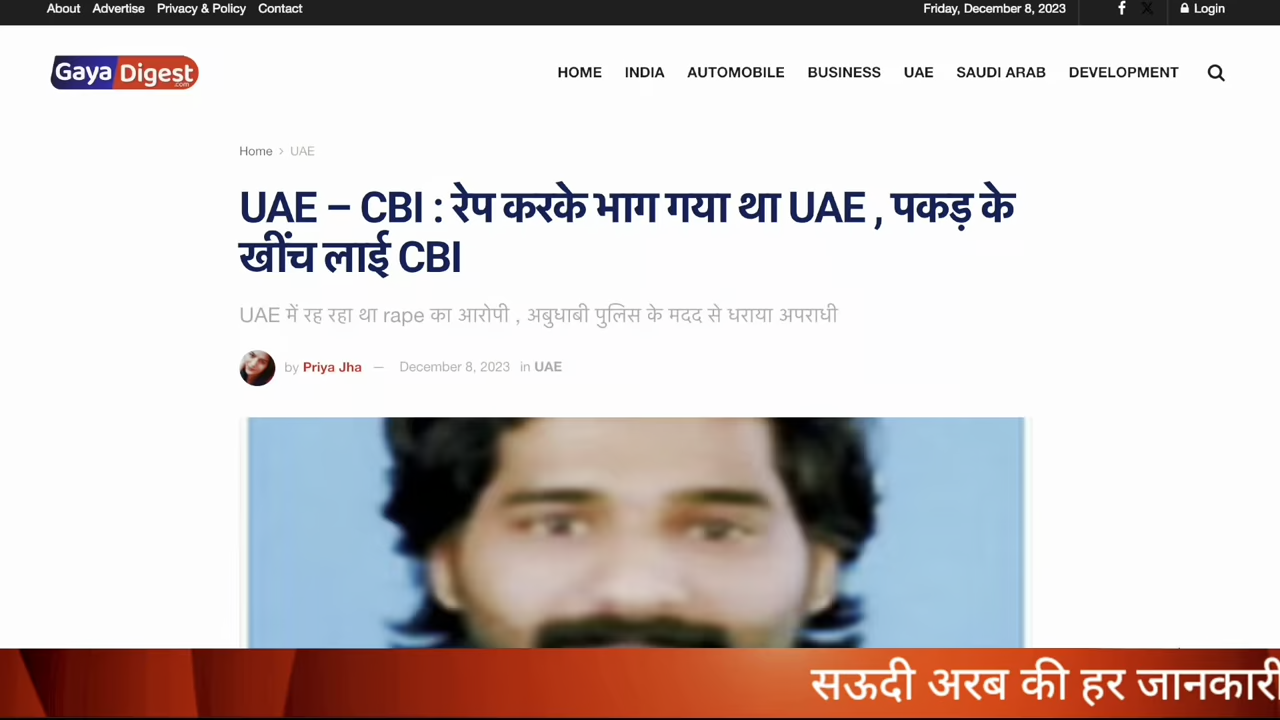 About Advertise Privacy & Policy Contact Friday, December 8, 2023 Login
Gaya Digest .com HOME INDIA AUTOMOBILE BUSINESS UAE SAUDI ARAB DEVELOPMENT
Home > UAE
UAE – CBI : रेप करके भाग गया था UAE , पकड़ के
खींच लाई CBI
UAE में रह रहा था rape का आरोपी , अबुधाबी पुलिस के मदद से धराया अपराधी
by Priya Jha — December 8, 2023 in UAE
सऊदी अरब की हर जानकारी